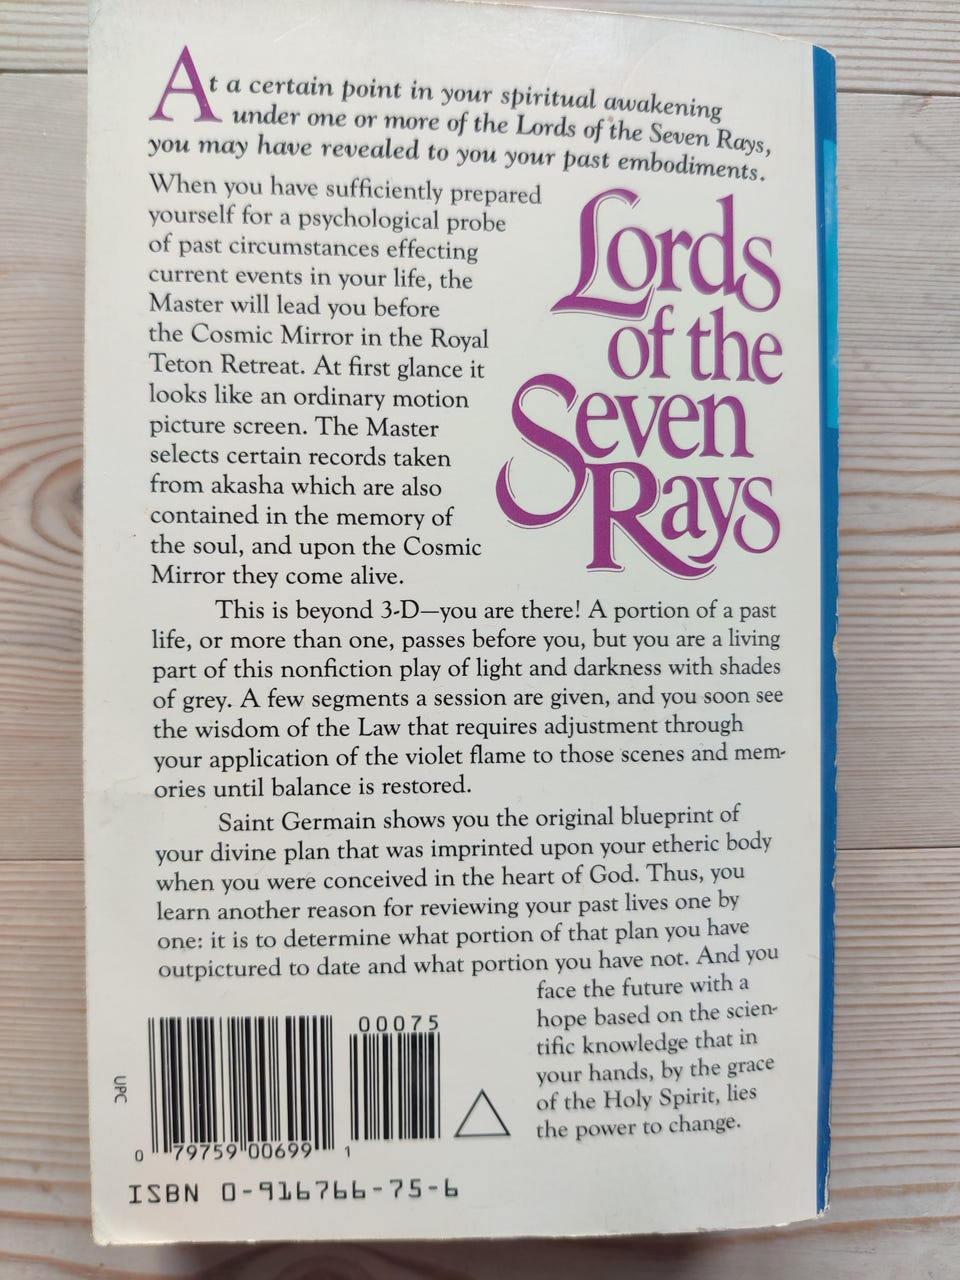 At a certain point in your spiritual awakening
under one or more of the Lords of the Seven Rays,
you may have revealed to you your past embodiments.
When you have sufficiently prepared
yourself for a psychological probe
of past circumstances effecting
current events in your life, the
Master will lead you before
the Cosmic Mirror in the Royal
Teton Retreat. At first glance it
looks like an ordinary motion
picture screen. The Master
selects certain records taken
from akasha which are also
contained in the memory of
the soul, and upon the Cosmic
Mirror they come alive.
Lords
of the
Seven
Rays
This is beyond 3-D—you are there! A portion of a past
life, or more than one, passes before you, but you are a living
part of this nonfiction play of light and darkness with shades
of grey. A few segments a session are given, and you soon see
the wisdom of the Law that requires adjustment through
your application of the violet flame to those scenes and mem-
ories until balance is restored.
Saint Germain shows you the original blueprint of
your divine plan that was imprinted upon your etheric body
when you were conceived in the heart of God. Thus, you
learn another reason for reviewing your past lives one by
one: it is to determine what portion of that plan you have
outpictured to date and what portion you have not. And you
face the future with a
hope based on the scien-
tific knowledge that in
your hands, by the grace
of the Holy Spirit, lies
the power to change.
00075
UPC
0 79759 00699 1
ISBN 0-916766-75-6